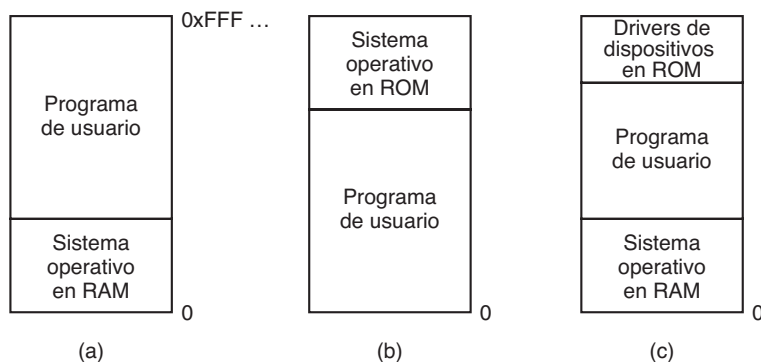 0xFFF …
Programa
de usuario
Sistema
operativo
en RAM
0
(a)
Sistema
operativo
en ROM
Programa
de usuario
0
(b)
Drivers de
dispositivos
en ROM
Programa
de usuario
Sistema
operativo
en RAM
0
(c)